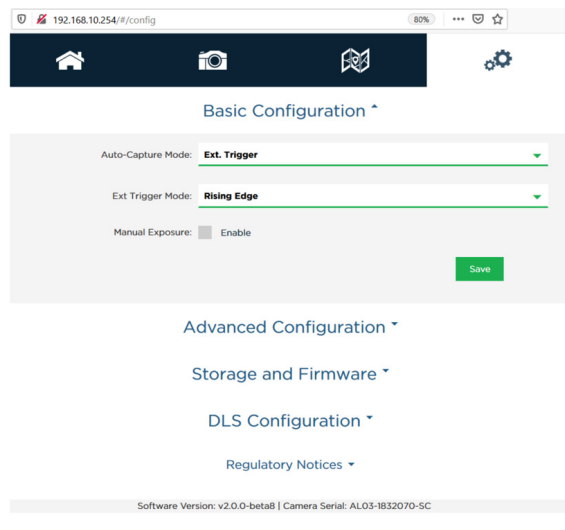 192.168.10.254/#/config
80%
Basic Configuration
Auto-Capture Mode: Ext. Trigger
Ext Trigger Mode: Rising Edge
Manual Exposure: Enable
Save
Advanced Configuration
Storage and Firmware
DLS Configuration
Regulatory Notices
Software Version: v2.0.0-beta8 | Camera Serial: AL03-1832070-SC